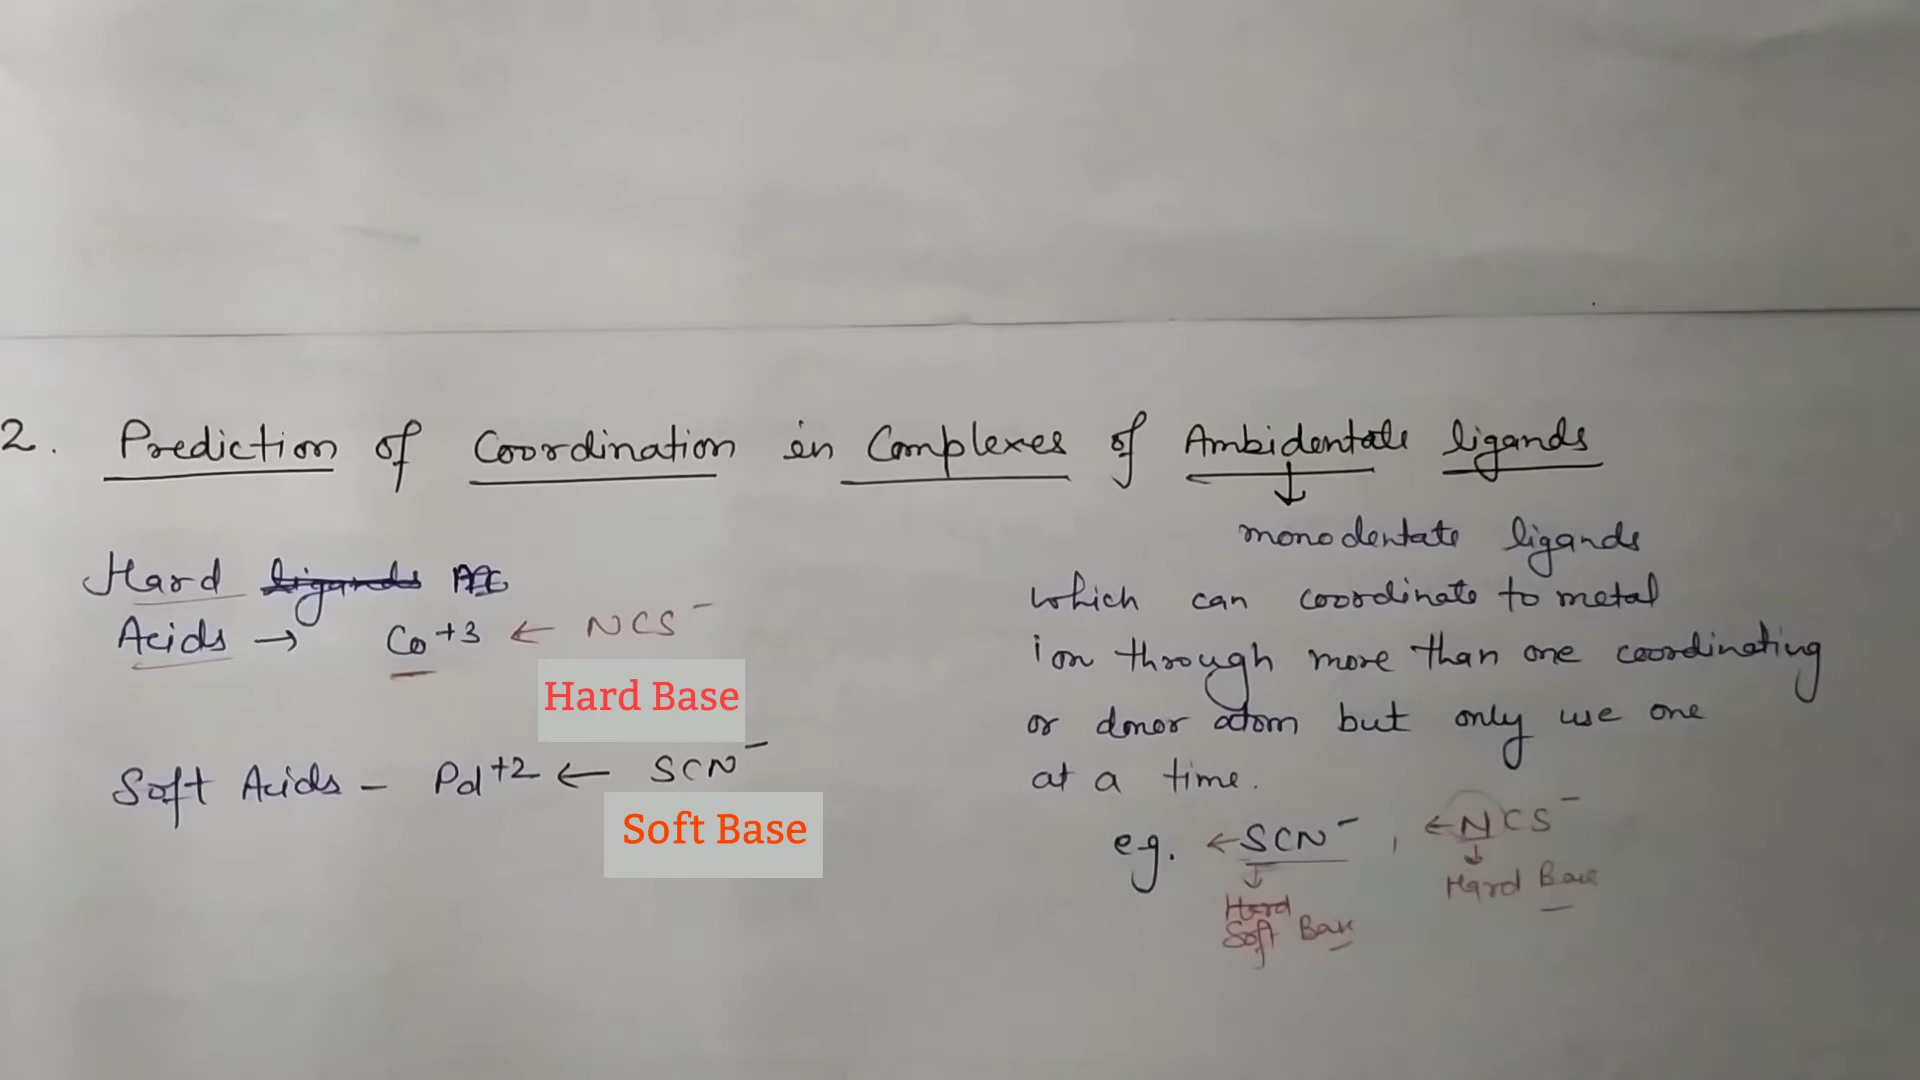 2. Prediction of Coordination in Complexes of Ambidentate ligands
↓
monodentate ligands
which can coordinate to metal
ion through more than one coordinating
or donor atom but only use one
at a time.
e.g. ←SCN⁻ , ←NCS⁻
↓ ↓
Hard Hard Base
Soft Base
Hard ligands
Acids → Co+3 ← NCS⁻
Hard Base
Soft Acids – Pd+2 ← SCN⁻
Soft Base